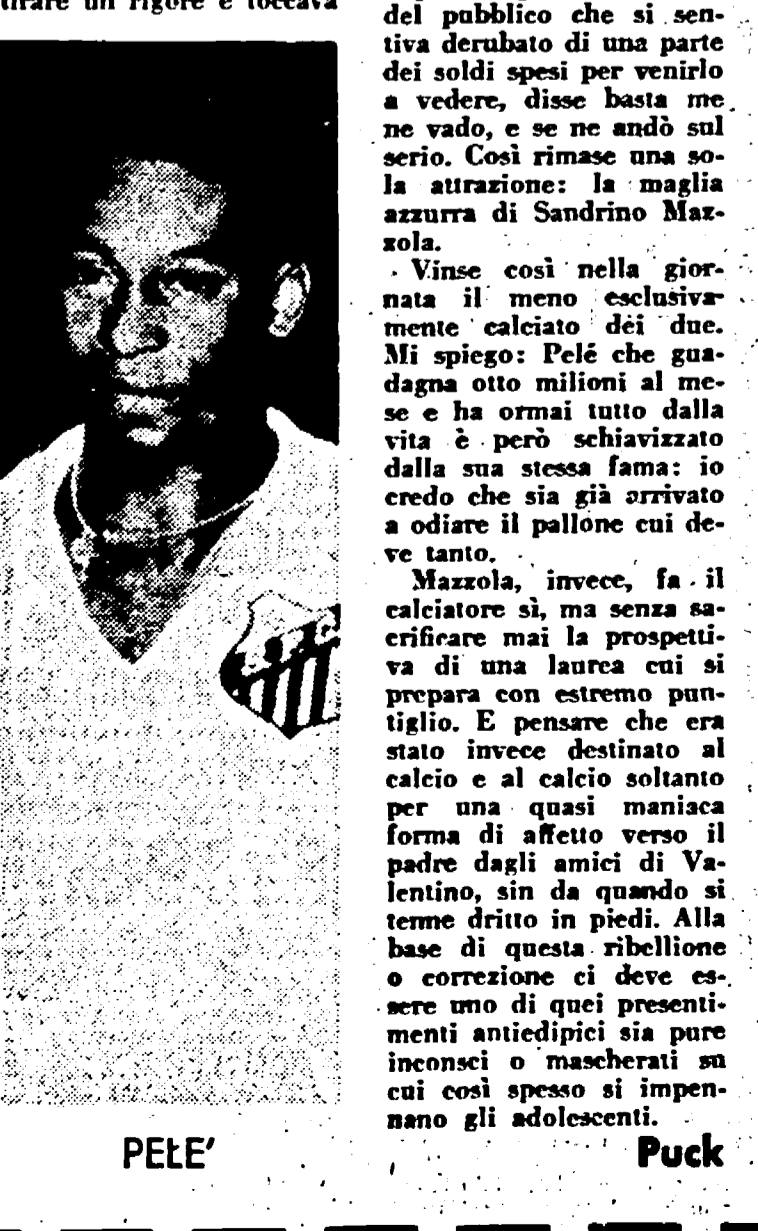 tirare un rigore e toccava
PELE'
del pubblico che si sen-
tiva derubato di una parte
dei soldi spesi per venirlo
a vedere, disse basta me
ne vado, e se ne andò sul
serio. Così rimase una so-
la attrazione: la maglia
azzurra di Sandrino Maz-
zola.
Vinse così nella gior-
nata il meno esclusiva-
mente calciato dei due.
Mi spiego: Pelé che gua-
dagna otto milioni al me-
se e ha ormai tutto dalla
vita è però schiavizzato
dalla sua stessa fama: io
credo che sia già arrivato
a odiare il pallone cui de-
ve tanto.
Mazzola, invece, fa il
calciatore sì, ma senza sa-
crificare mai la prospetti-
va di una laurea cui si
prepara con estremo pun-
tiglio. E pensare che era
stato invece destinato al
calcio e al calcio soltanto
per una quasi maniaca
forma di affetto verso il
padre dagli amici di Va-
lentino, sin da quando si
tenne dritto in piedi. Alla
base di questa ribellione
o correzione ci deve es-
sere uno di quei presenti-
menti antiedipici sia pure
inconsci o mascherati su
cui così spesso si impen-
nano gli adolescenti.
Puck